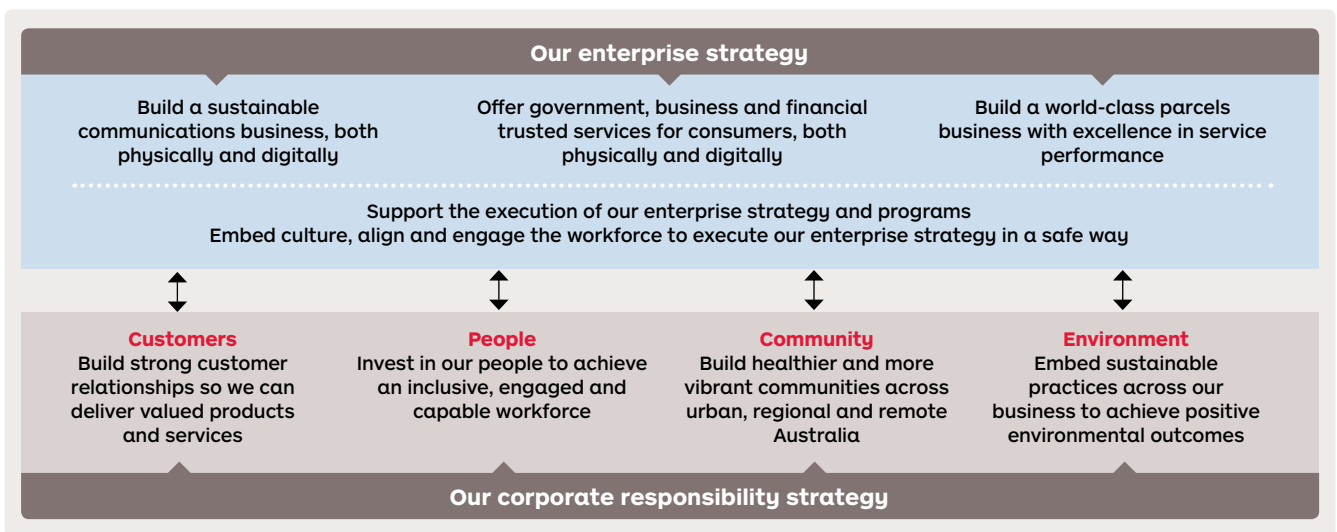 Our enterprise strategy
Build a sustainable
communications business, both
physically and digitally
Offer government, business and financial
trusted services for consumers, both
physically and digitally
Build a world-class parcels
business with excellence in service
performance
Support the execution of our enterprise strategy and programs
Embed culture, align and engage the workforce to execute our enterprise strategy in a safe way
Customers
Build strong customer
relationships so we can
deliver valued products
and services
People
Invest in our people to achieve
an inclusive, engaged and
capable workforce
Community
Build healthier and more
vibrant communities across
urban, regional and remote
Australia
Environment
Embed sustainable
practices across our
business to achieve positive
environmental outcomes
Our corporate responsibility strategy